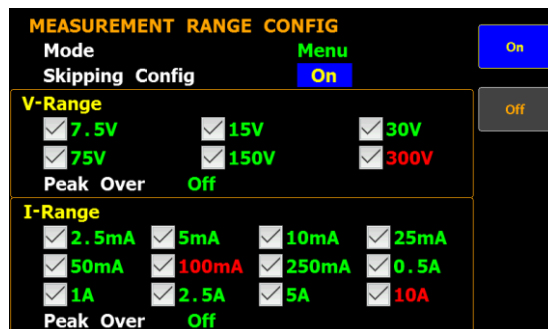 MEASUREMENT RANGE CONFIG
Mode Menu
Skipping Config On
On
Off
V-Range
7.5V 15V 30V
75V 150V 300V
Peak Over Off
I-Range
2.5mA 5mA 10mA 25mA
50mA 100mA 250mA 0.5A
1A 2.5A 5A 10A
Peak Over Off